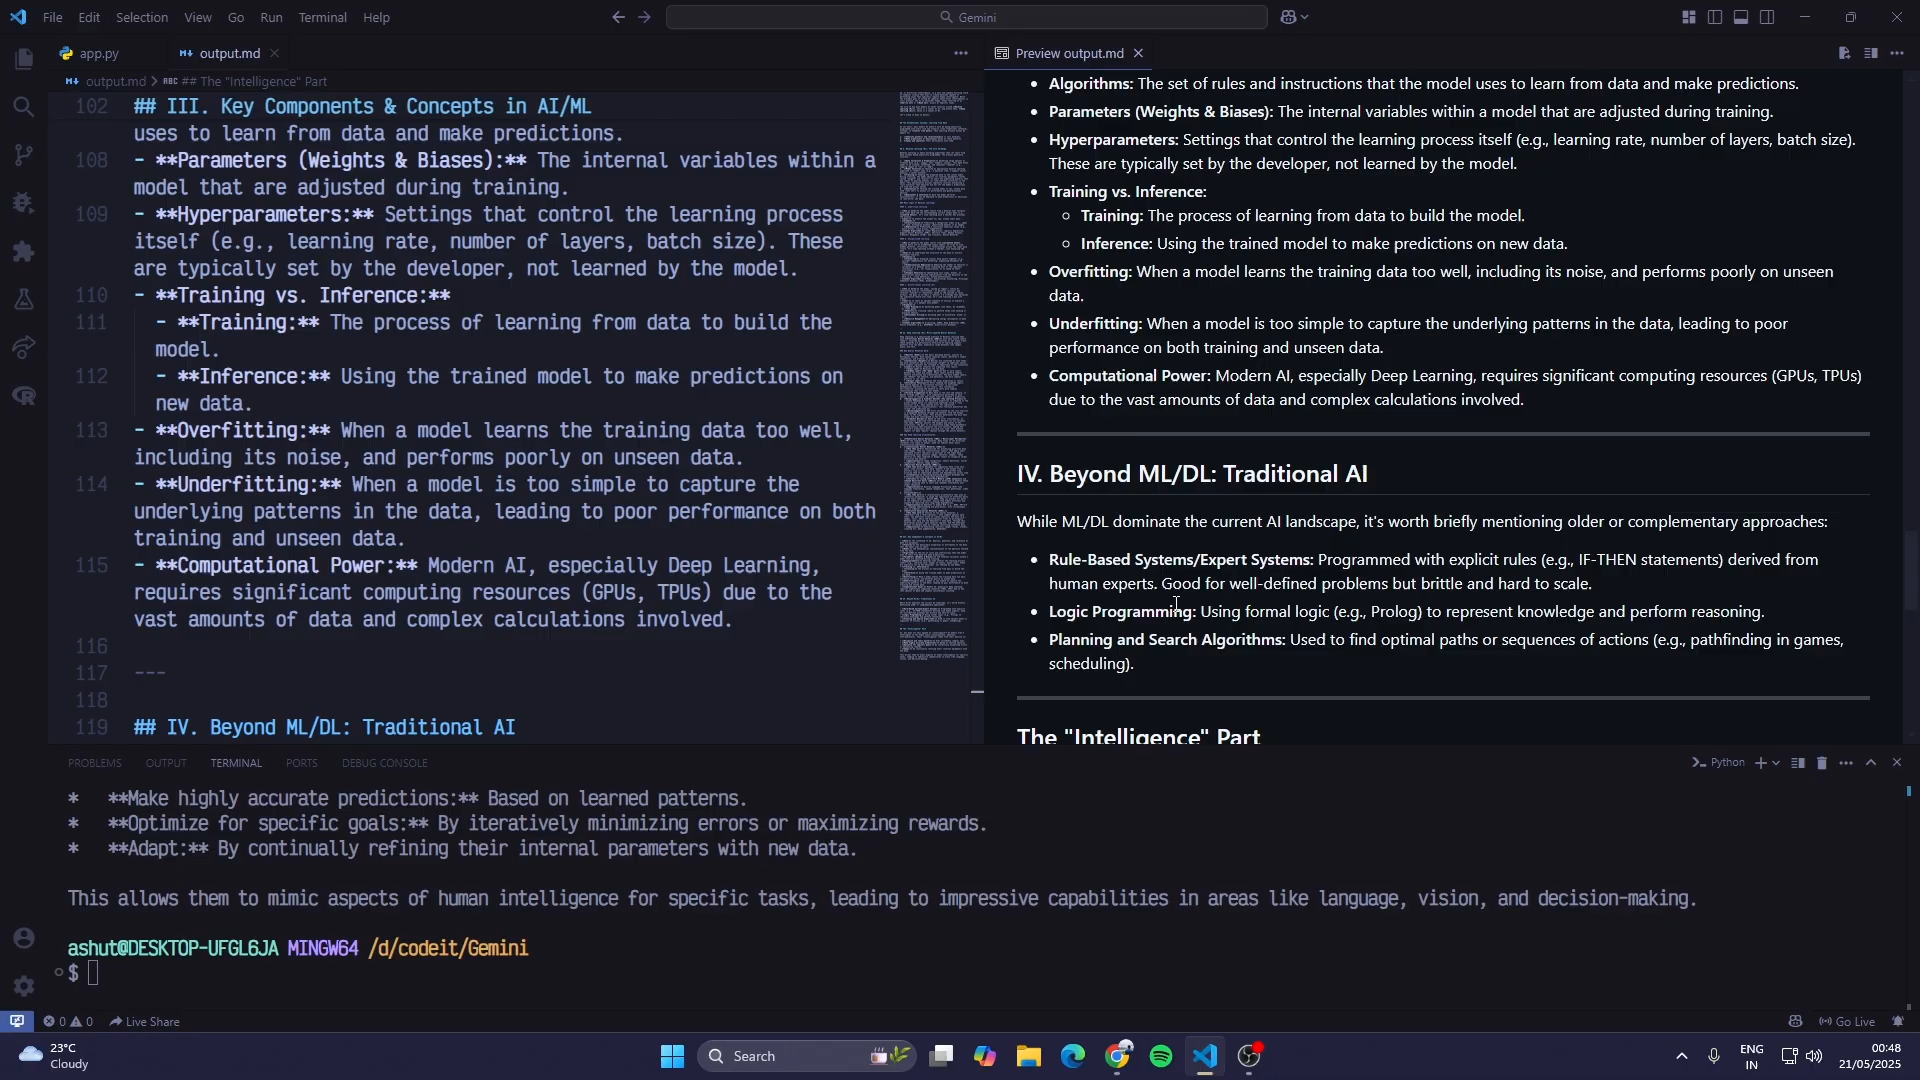 File Edit Selection View Go Run Terminal Help
Gemini
app.py
output.md
Preview output.md
output.md > ## The "Intelligence" Part
102 ## III. Key Components & Concepts in AI/ML
uses to learn from data and make predictions.
108 - **Parameters (Weights & Biases):** The internal variables within a
model that are adjusted during training.
109 - **Hyperparameters:** Settings that control the learning process
itself (e.g., learning rate, number of layers, batch size). These
are typically set by the developer, not learned by the model.
110 - **Training vs. Inference:**
111 - **Training:** The process of learning from data to build the
model.
112 - **Inference:** Using the trained model to make predictions on
new data.
113 - **Overfitting:** When a model learns the training data too well,
including its noise, and performs poorly on unseen data.
114 - **Underfitting:** When a model is too simple to capture the
underlying patterns in the data, leading to poor performance on both
training and unseen data.
115 - **Computational Power:** Modern AI, especially Deep Learning,
requires significant computing resources (GPUs, TPUs) due to the
vast amounts of data and complex calculations involved.
116
117 ---
118
119 ## IV. Beyond ML/DL: Traditional AI
• Algorithms: The set of rules and instructions that the model uses to learn from data and make predictions.
• Parameters (Weights & Biases): The internal variables within a model that are adjusted during training.
• Hyperparameters: Settings that control the learning process itself (e.g., learning rate, number of layers, batch size).
These are typically set by the developer, not learned by the model.
• Training vs. Inference:
◦ Training: The process of learning from data to build the model.
◦ Inference: Using the trained model to make predictions on new data.
• Overfitting: When a model learns the training data too well, including its noise, and performs poorly on unseen
data.
• Underfitting: When a model is too simple to capture the underlying patterns in the data, leading to poor
performance on both training and unseen data.
• Computational Power: Modern AI, especially Deep Learning, requires significant computing resources (GPUs, TPUs)
due to the vast amounts of data and complex calculations involved.
IV. Beyond ML/DL: Traditional AI
While ML/DL dominate the current AI landscape, it's worth briefly mentioning older or complementary approaches:
• Rule-Based Systems/Expert Systems: Programmed with explicit rules (e.g., IF-THEN statements) derived from
human experts. Good for well-defined problems but brittle and hard to scale.
• Logic Programming: Using formal logic (e.g., Prolog) to represent knowledge and perform reasoning.
• Planning and Search Algorithms: Used to find optimal paths or sequences of actions (e.g., pathfinding in games,
scheduling).
The "Intelligence" Part
PROBLEMS OUTPUT TERMINAL PORTS DEBUG CONSOLE
Python
* **Make highly accurate predictions:** Based on learned patterns.
* **Optimize for specific goals:** By iteratively minimizing errors or maximizing rewards.
* **Adapt:** By continually refining their internal parameters with new data.
This allows them to mimic aspects of human intelligence for specific tasks, leading to impressive capabilities in areas like language, vision, and decision-making.
ashut@DESKTOP-UFGL6JA MINGW64 /d/codeit/Gemini
$
0 0 Live Share
Go Live
23°C
Cloudy
Search
ENG
IN
00:48
21/05/2025